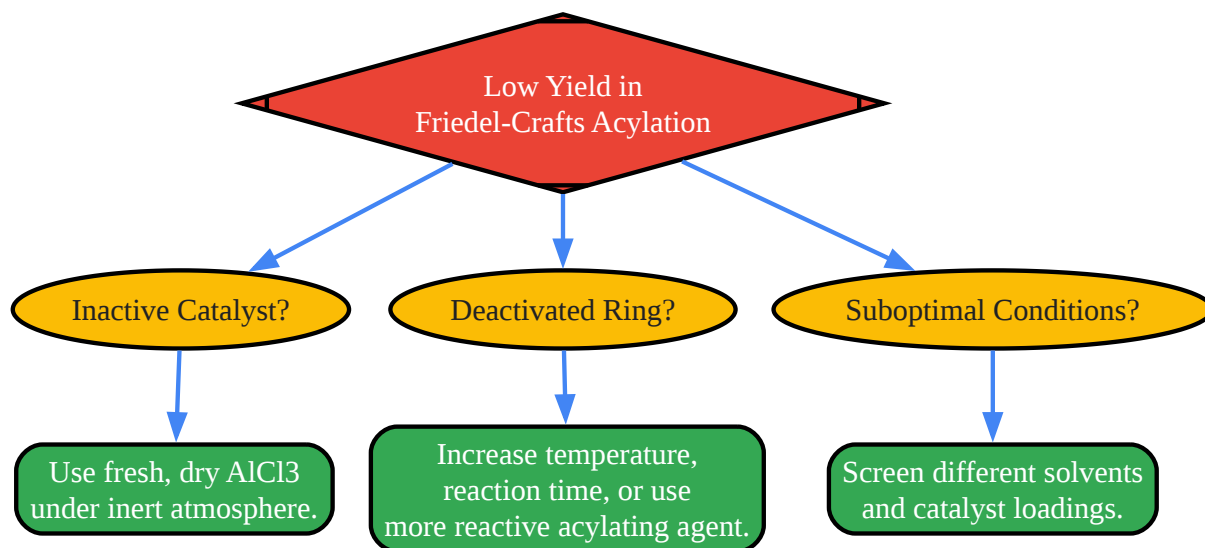 Low Yield in
Friedel-Crafts Acylation
Inactive Catalyst?
Deactivated Ring?
Suboptimal Conditions?
Use fresh, dry AlCl3
under inert atmosphere.
Increase temperature,
reaction time, or use
more reactive acylating agent.
Screen different solvents
and catalyst loadings.